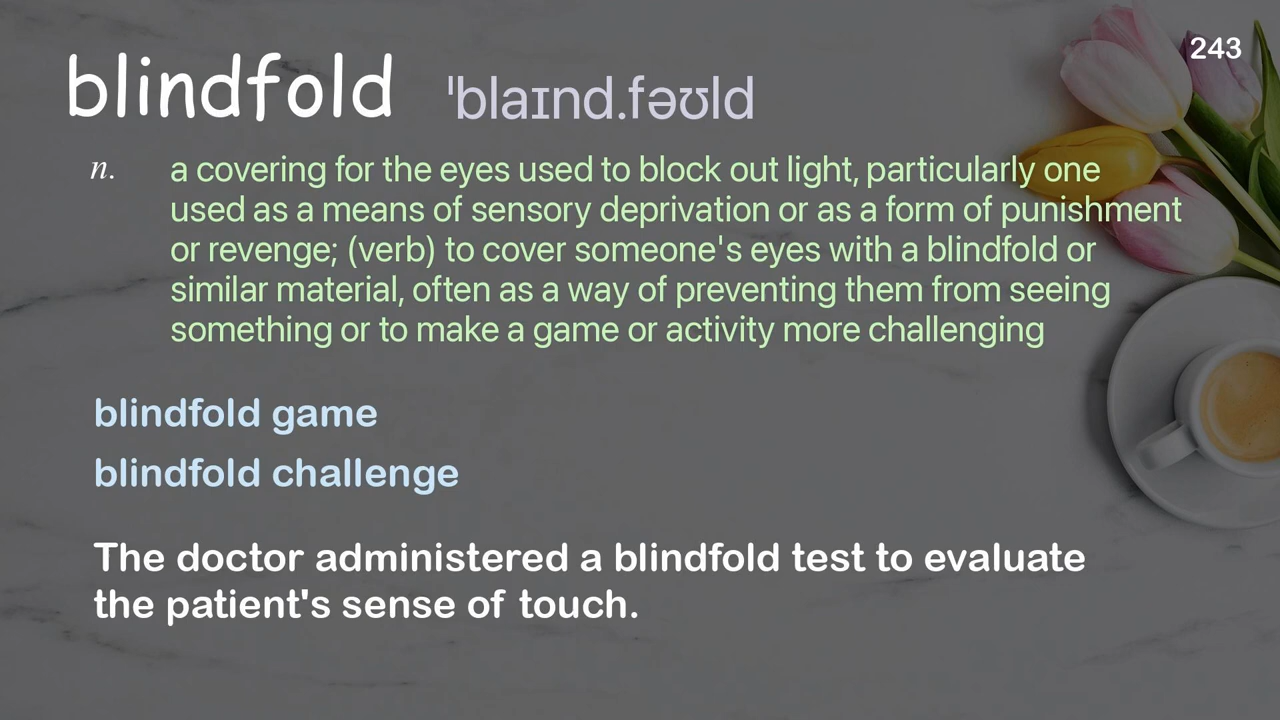 243
blindfold ˈblaɪnd.fəʊld
n. a covering for the eyes used to block out light, particularly one
used as a means of sensory deprivation or as a form of punishment
or revenge; (verb) to cover someone's eyes with a blindfold or
similar material, often as a way of preventing them from seeing
something or to make a game or activity more challenging
blindfold game
blindfold challenge
The doctor administered a blindfold test to evaluate
the patient's sense of touch.